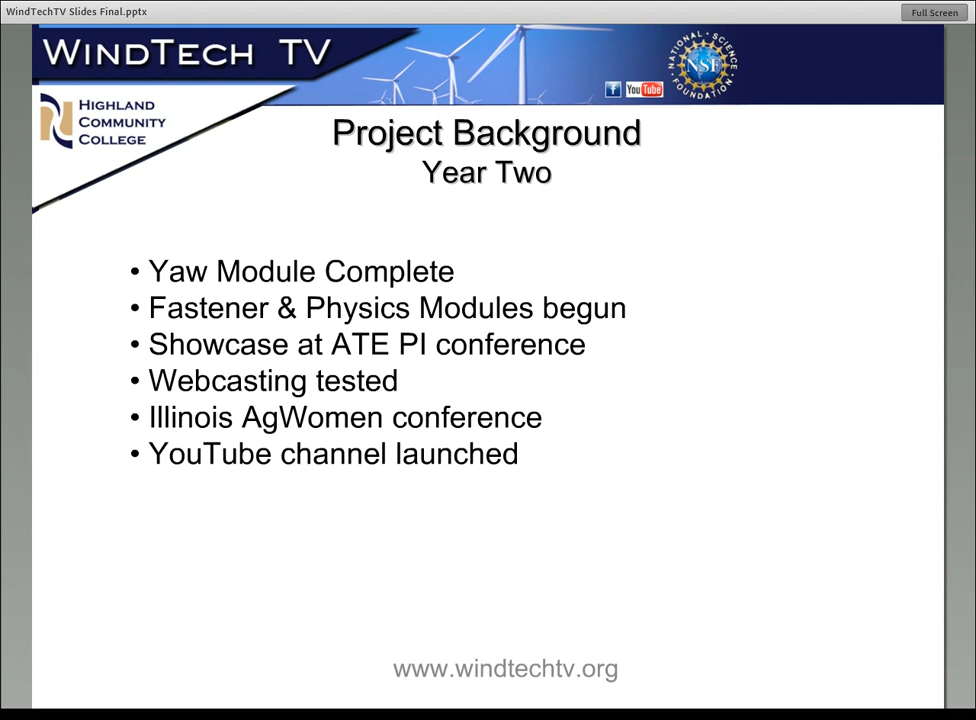 WindTechTV Slides Final.pptx
Full Screen
WINDTECH TV
NATIONAL SCIENCE FOUNDATION
NSF
f
YouTube
HIGHLAND
COMMUNITY
COLLEGE
Project Background
Year Two
• Yaw Module Complete
• Fastener & Physics Modules begun
• Showcase at ATE PI conference
• Webcasting tested
• Illinois AgWomen conference
• YouTube channel launched
www.windtechtv.org